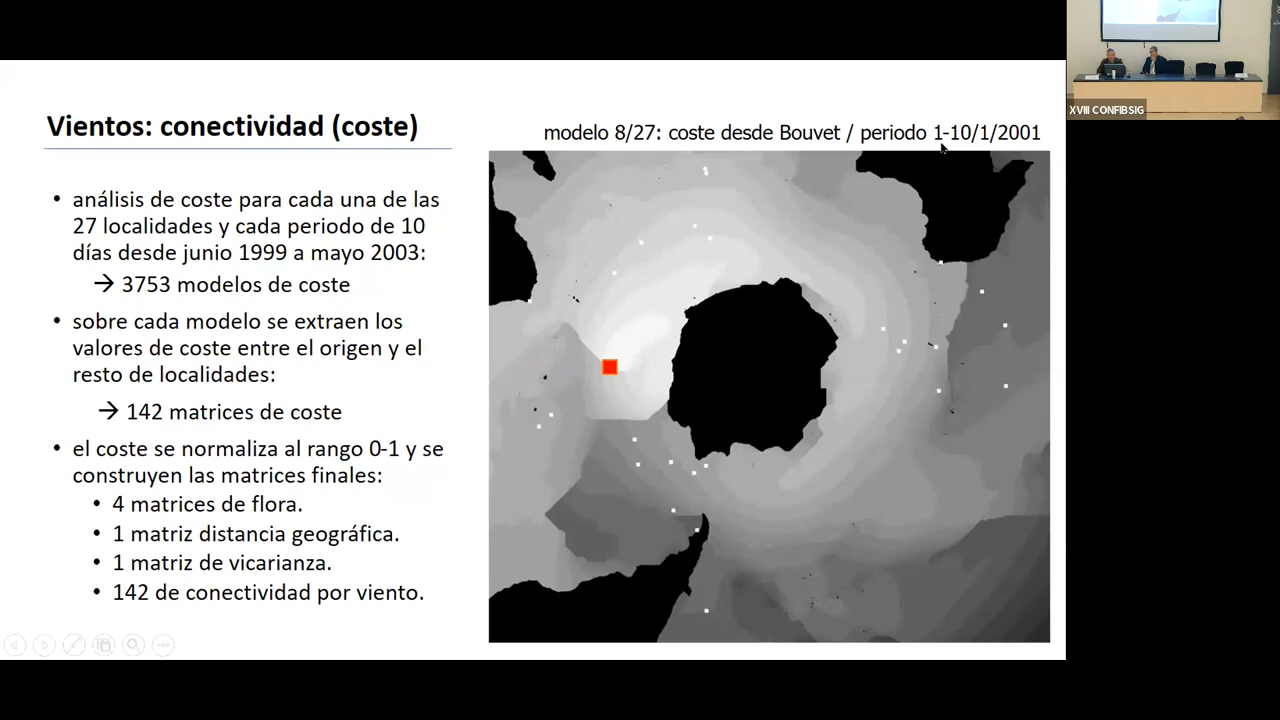 Vientos: conectividad (coste)
modelo 8/27: coste desde Bouvet / periodo 1-10/1/2001
• análisis de coste para cada una de las
27 localidades y cada periodo de 10
días desde junio 1999 a mayo 2003:
→ 3753 modelos de coste
• sobre cada modelo se extraen los
valores de coste entre el origen y el
resto de localidades:
→ 142 matrices de coste
• el coste se normaliza al rango 0-1 y se
construyen las matrices finales:
• 4 matrices de flora.
• 1 matriz distancia geográfica.
• 1 matriz de vicarianza.
• 142 de conectividad por viento.
XVIII CONFIBSIG